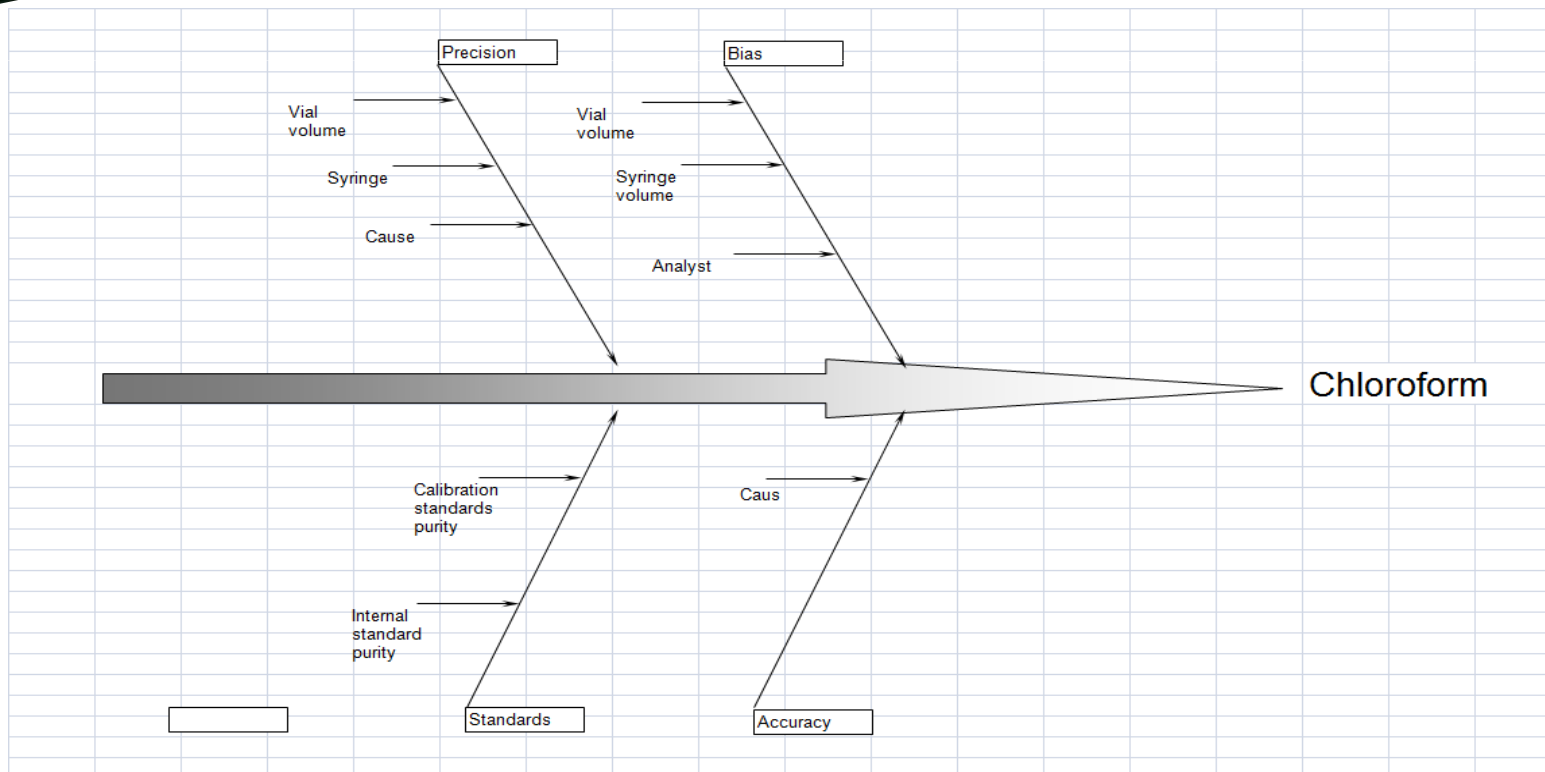 Precision
Bias
Vial
volume
Vial
volume
Syringe
Syringe
volume
Cause
Analyst
Chloroform
Calibration
standards
purity
Caus
Internal
standard
purity
Standards
Accuracy